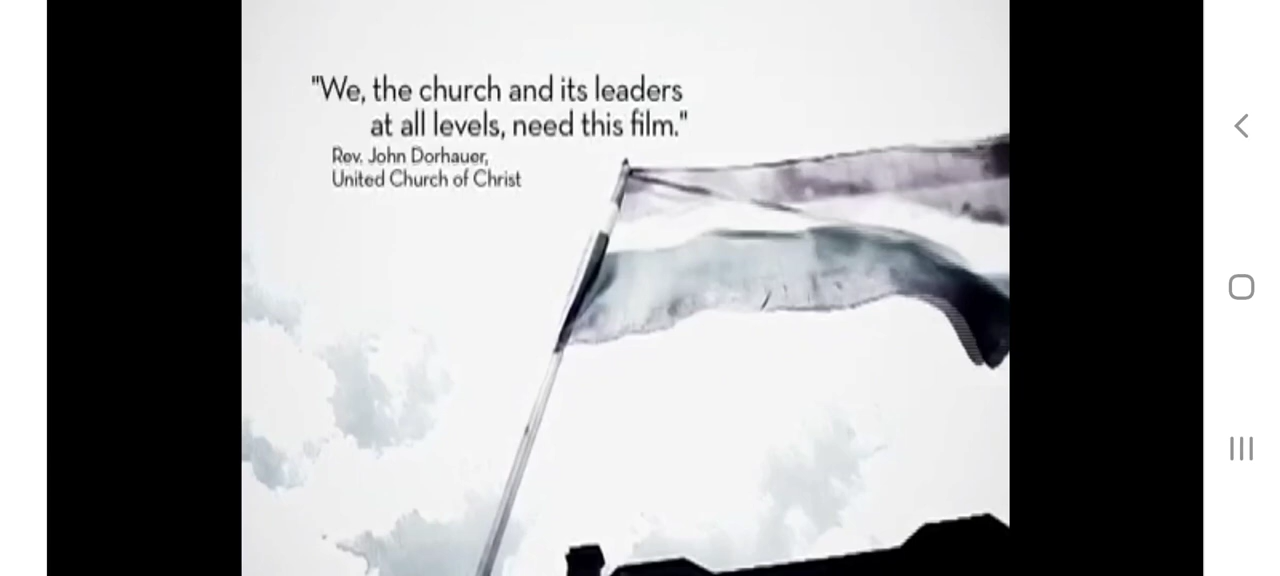 "We, the church and its leaders
at all levels, need this film."
Rev. John Dorhauer,
United Church of Christ